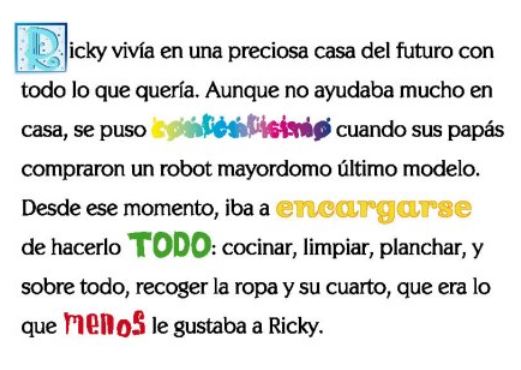 Ricky vivía en una preciosa casa del futuro con
todo lo que quería. Aunque no ayudaba mucho en
casa, se puso contentísimo cuando sus papás
compraron un robot mayordomo último modelo.
Desde ese momento, iba a encargarse
de hacerlo TODO: cocinar, limpiar, planchar, y
sobre todo, recoger la ropa y su cuarto, que era lo
que menos le gustaba a Ricky.